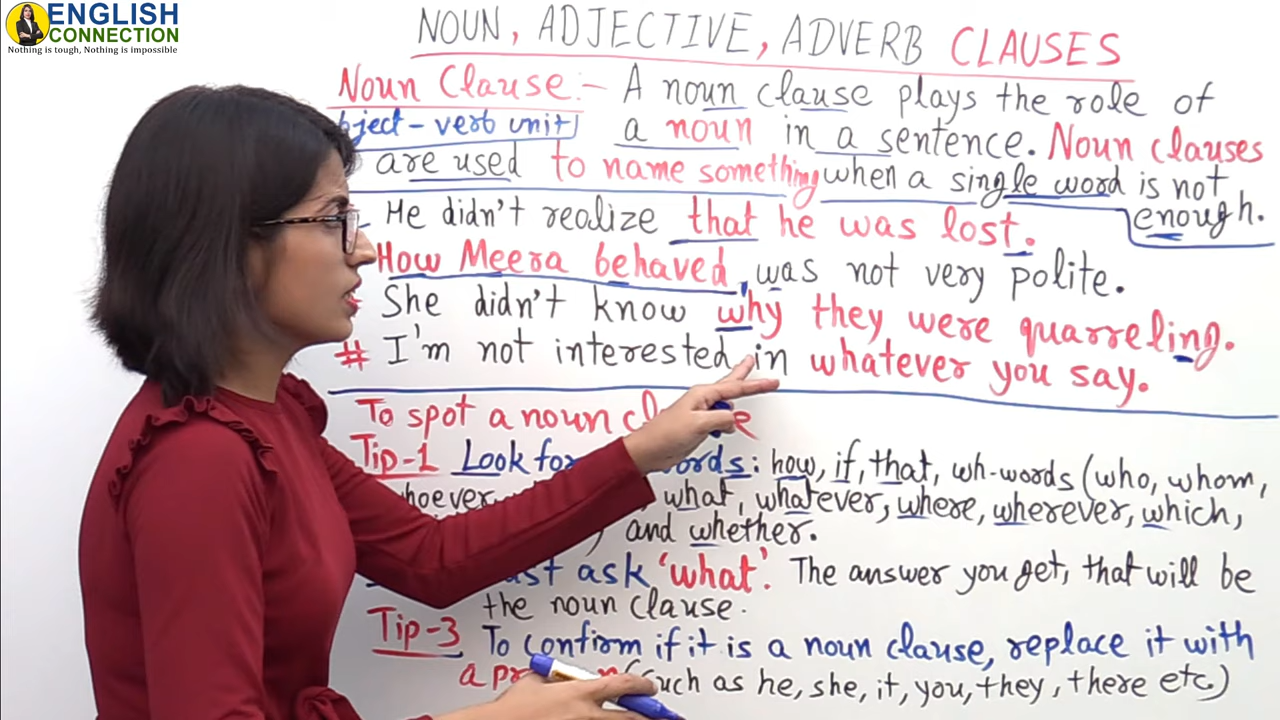 ENGLISH
CONNECTION
Nothing is tough, Nothing is impossible
NOUN, ADJECTIVE, ADVERB CLAUSES
Noun Clause:- A noun clause plays the role of
verb unit) a noun in a sentence. Noun clauses
are used to name something when a single word is not
enough.
He didn't realize that he was lost.
How Meera behaved, was not very polite.
She didn't know why they were quarreling.
# I'm not interested in whatever you say.
To spot a noun
Tip-1 Look for words: how, if, that, wh-words (who, whom,
what, whatever, where, wherever, which,
and whether.
ask 'what'. The answer you get, that will be
the noun clause.
Tip-3 To confirm if it is a noun clause, replace it with
a (such as he, she, it, you, they, there etc.)